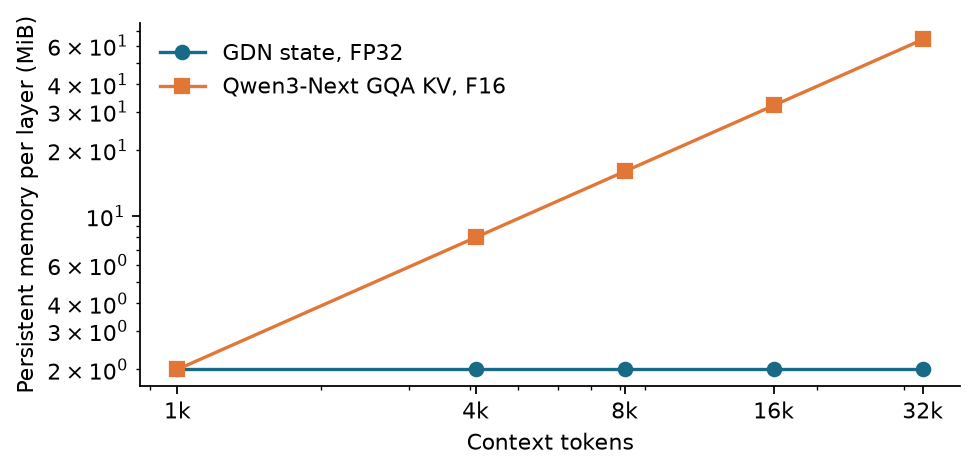 Persistent memory per layer (MiB)
GDN state, FP32
Qwen3-Next GQA KV, F16
6 × 10¹
4 × 10¹
3 × 10¹
2 × 10¹
10¹
6 × 10⁰
4 × 10⁰
3 × 10⁰
2 × 10⁰
1k 4k 8k 16k 32k
Context tokens